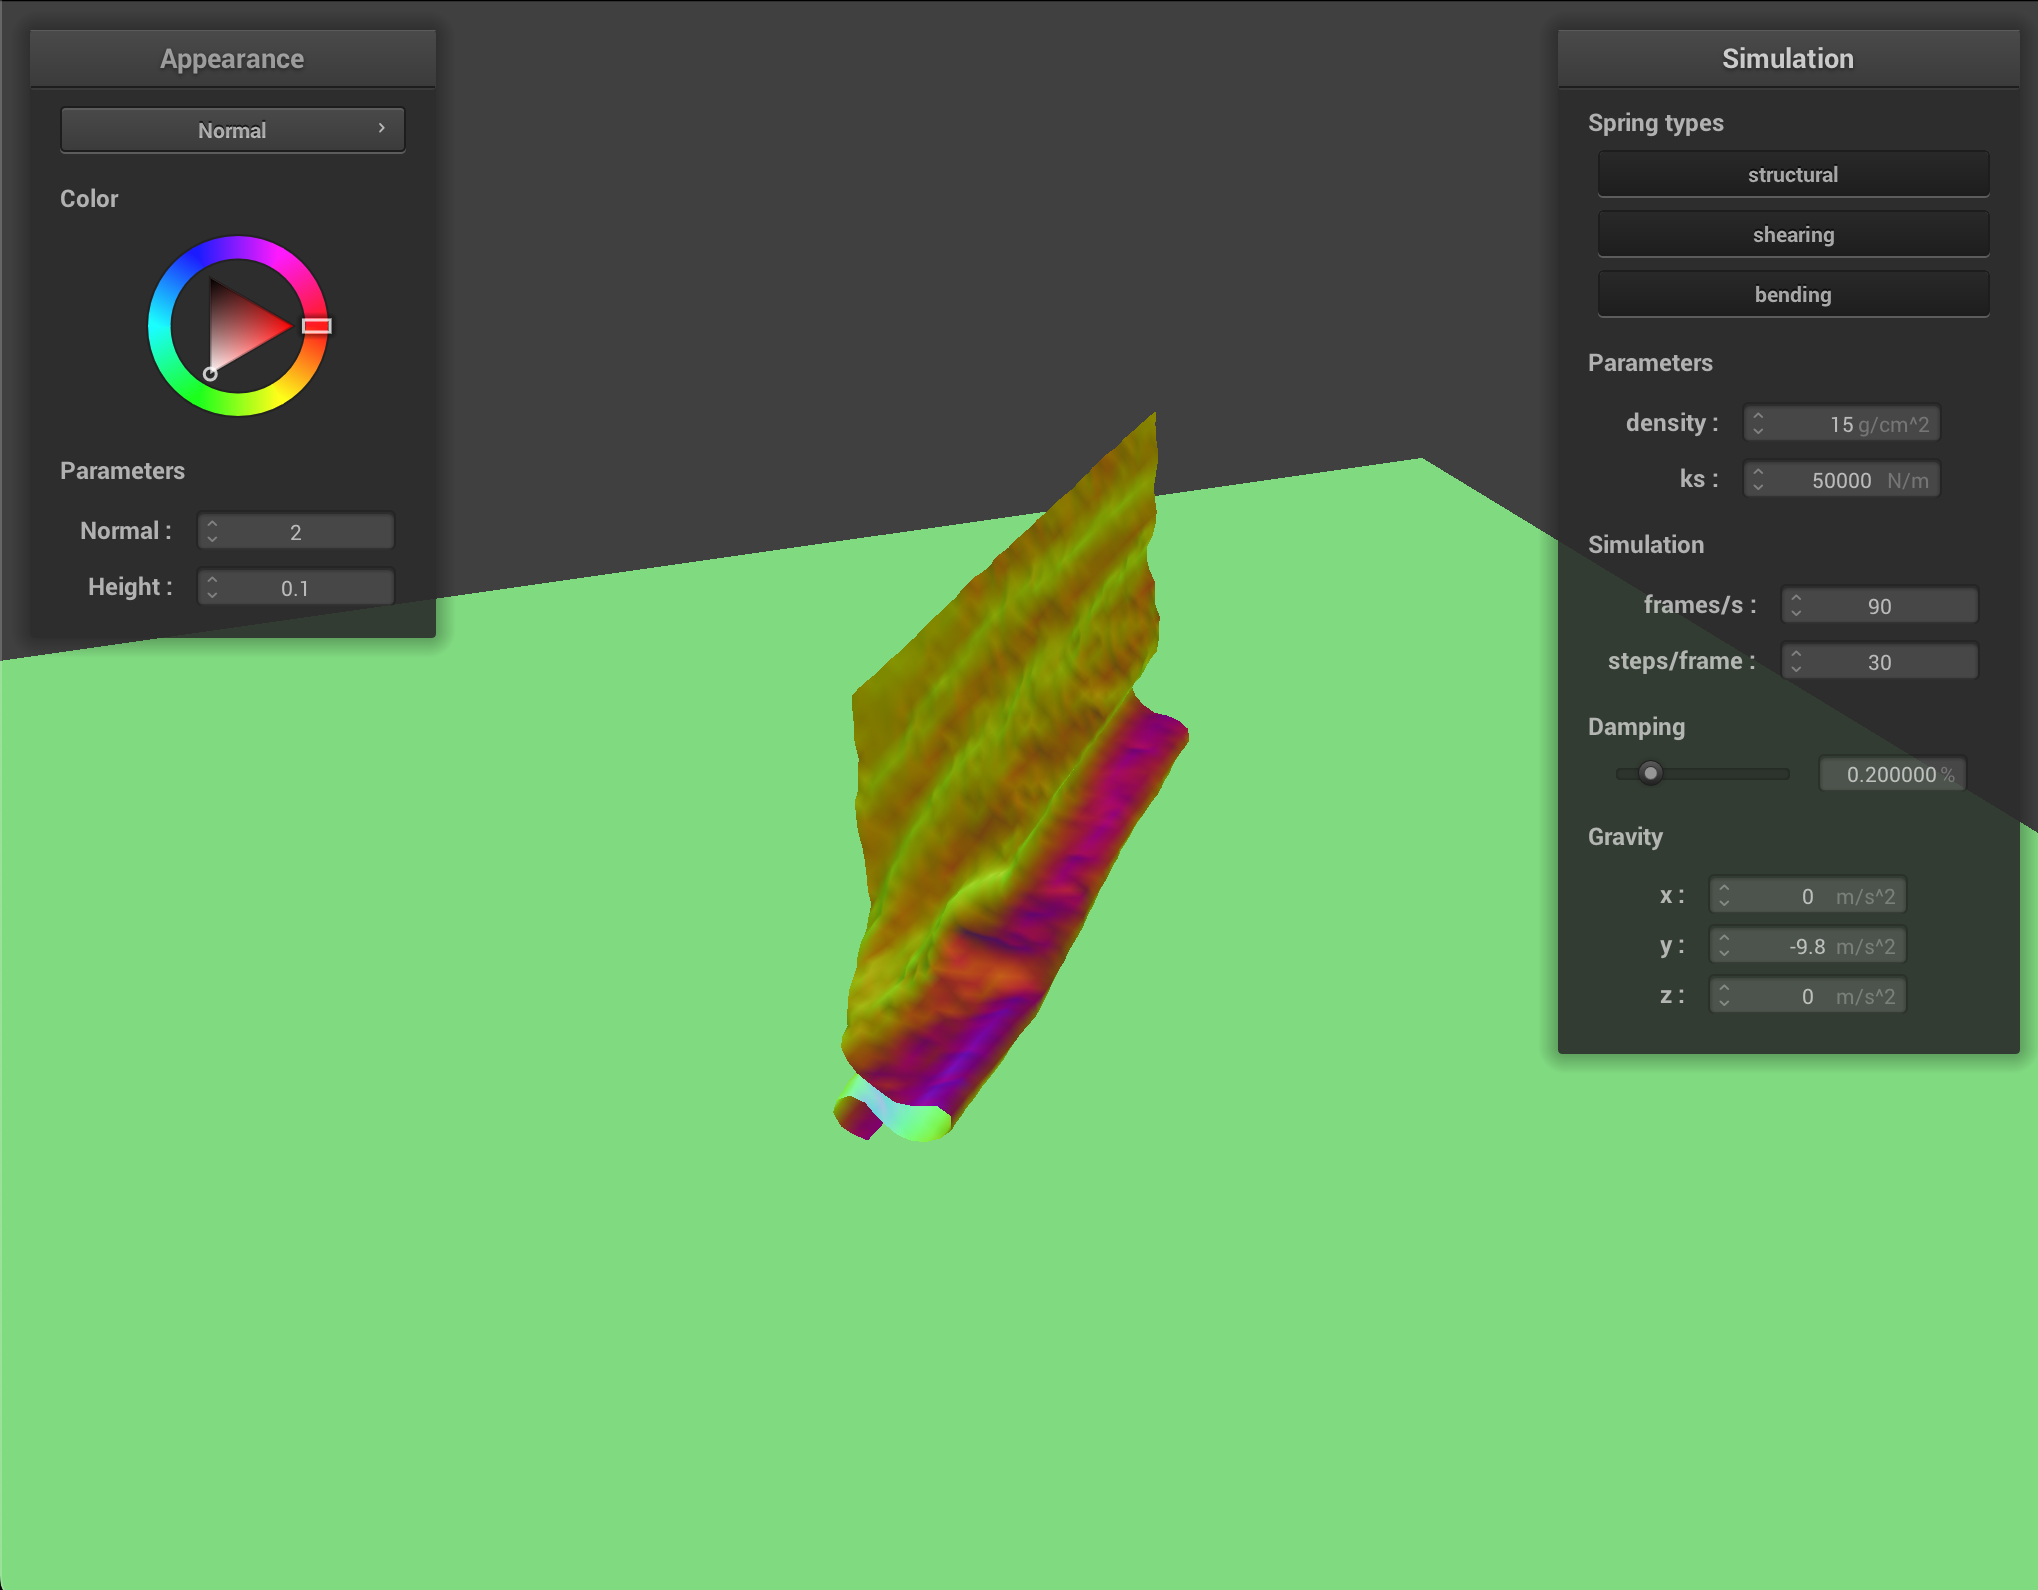 Appearance
Normal
Color
Parameters
Normal : 2
Height : 0.1
Simulation
Spring types
structural
shearing
bending
Parameters
density : 15 g/cm^2
ks : 50000 N/m
Simulation
frames/s : 90
steps/frame : 30
Damping
0.200000 %
Gravity
x : 0 m/s^2
y : -9.8 m/s^2
z : 0 m/s^2